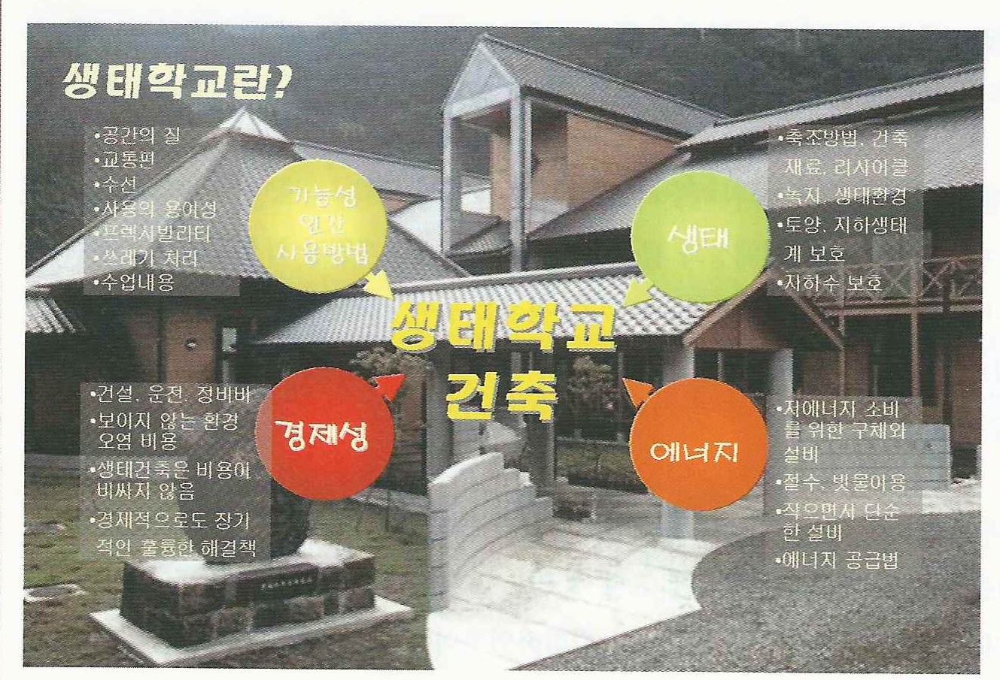 생태학교란?
•공간의 질
•교통편
•수선
•사용의 용이성
•프렉시빌리티
•쓰레기 처리
•수업내용
기능성
인간
사용방법
•축조방법, 건축
재료, 리사이클
•녹지, 생태환경
•토양, 지하생태
계 보호
•지하수 보호
생태
생태학교
건축
•건설, 운전, 정비비
•보이지 않는 환경
오염 비용
•생태건축은 비용이
비싸지 않음
•경제적으로도 장기
적인 훌륭한 해결책
경제성
에너지
•저에너지 소비
를 위한 구체와
설비
•절수, 빗물이용
•작으면서 단순
한 설비
•에너지 공급법